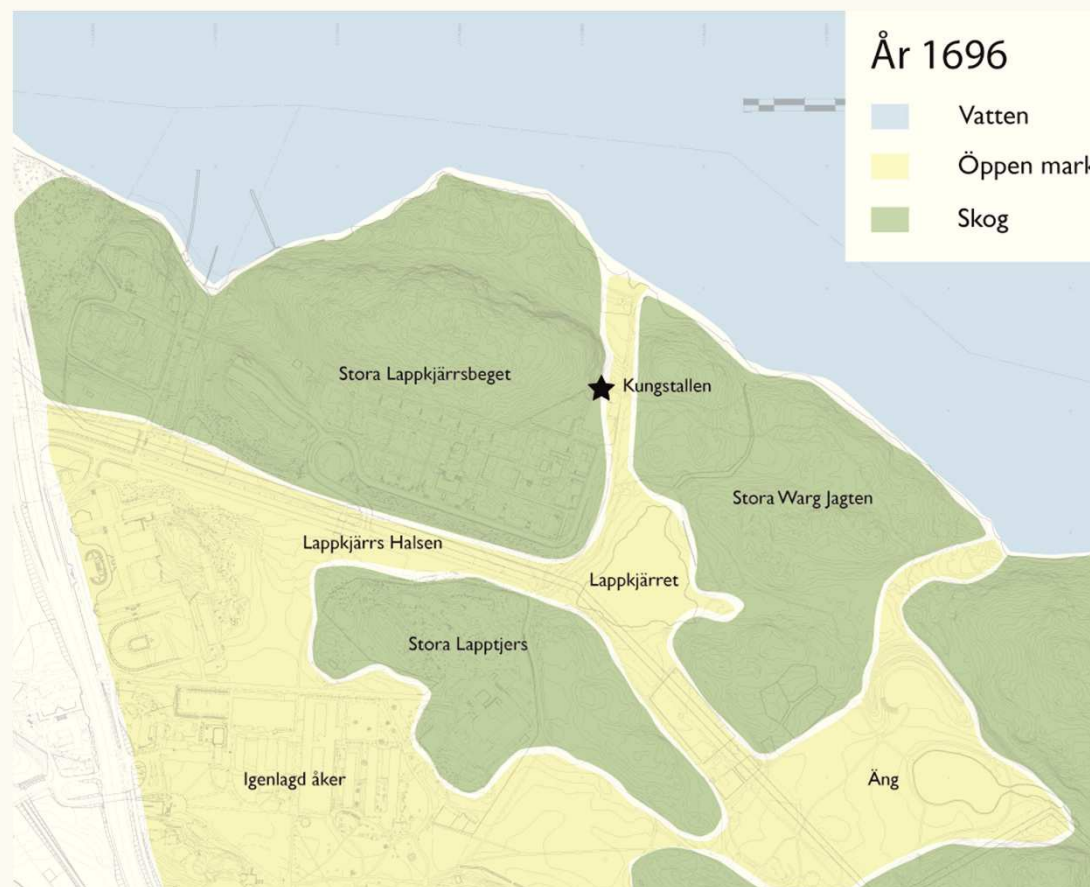 År 1696
Vatten
Öppen mark
Skog
Stora Lappkjärrsbeget
Kungstallen
Stora Warg Jagten
Lappkjärrs Halsen
Lappkjärret
Stora Lapptjers
Igenlagd åker
Äng